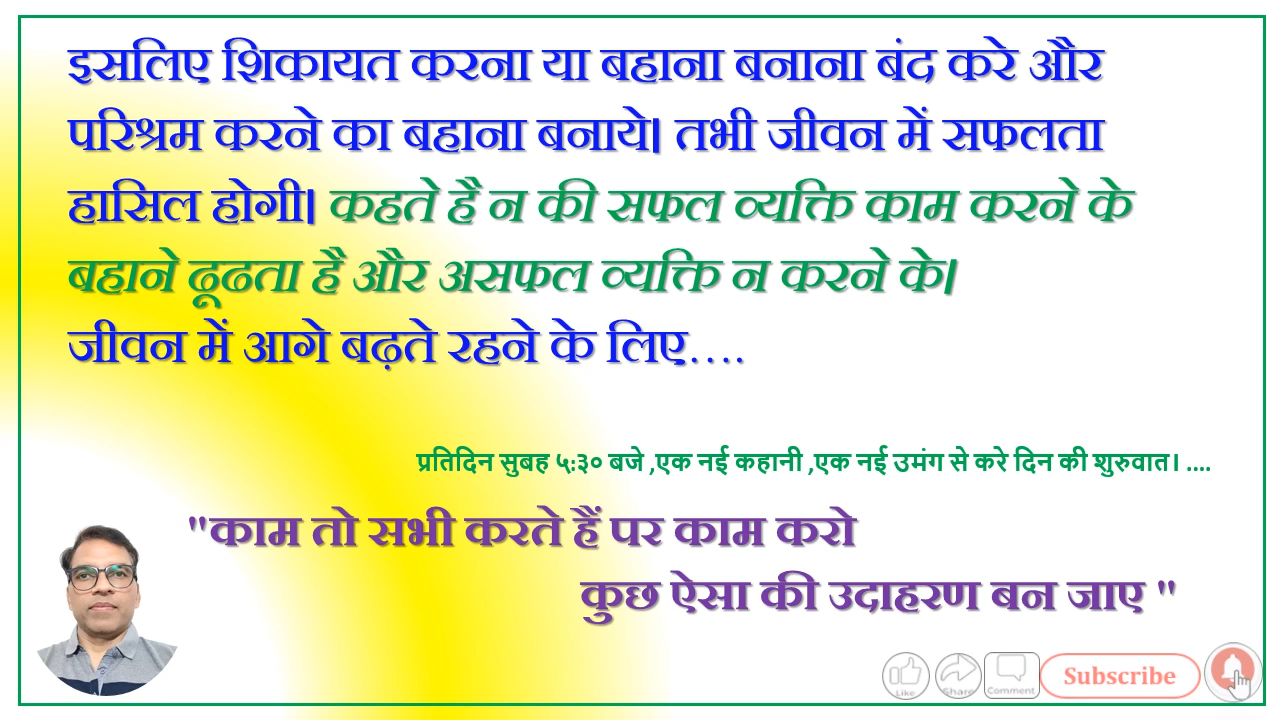 इसलिए शिकायत करना या बहाना बनाना बंद करे और
परिश्रम करने का बहाना बनाये। तभी जीवन में सफलता
हासिल होगी। कहते है न की सफल व्यक्ति काम करने के
बहाने ढूढता है और असफल व्यक्ति न करने के।
जीवन में आगे बढ़ते रहने के लिए....
प्रतिदिन सुबह ५:३० बजे ,एक नई कहानी ,एक नई उमंग से करे दिन की शुरुवात। ....
"काम तो सभी करते हैं पर काम करो
कुछ ऐसा की उदाहरण बन जाए "
Like Share Comment Subscribe